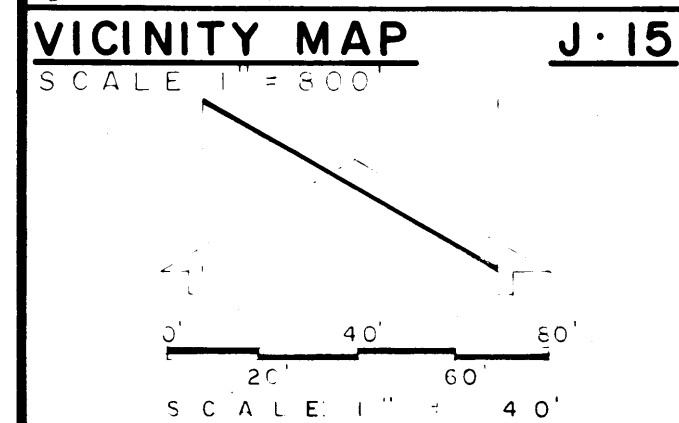 VICINITY MAP J·15
SCALE 1" = 800'
0' 40' 80'
20' 60'
SCALE: 1" = 40'